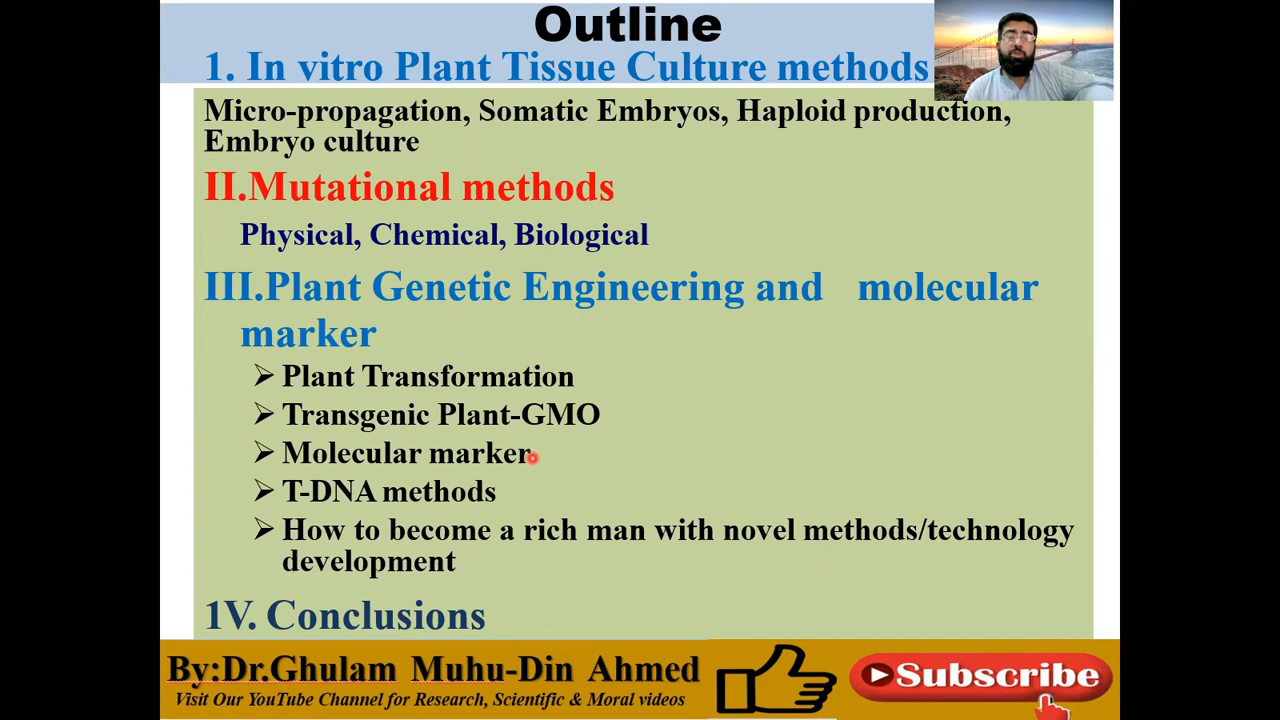 Outline
1. In vitro Plant Tissue Culture methods
Micro-propagation, Somatic Embryos, Haploid production,
Embryo culture
II.Mutational methods
Physical, Chemical, Biological
III.Plant Genetic Engineering and molecular
marker
➢ Plant Transformation
➢ Transgenic Plant-GMO
➢ Molecular marker
➢ T-DNA methods
➢ How to become a rich man with novel methods/technology
development
1V. Conclusions
By:Dr.Ghulam Muhu-Din Ahmed
Visit Our YouTube Channel for Research, Scientific & Moral videos
Subscribe